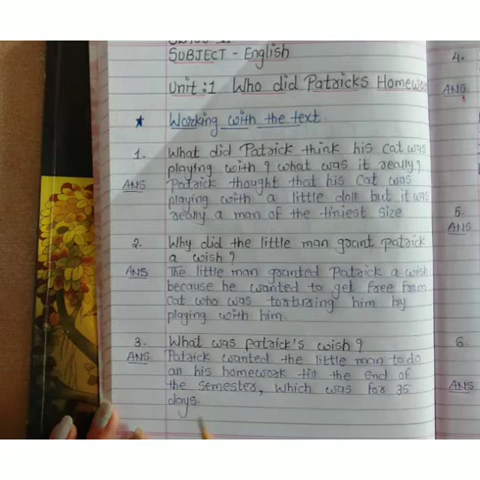 SUBJECT - English
Unit : 1 Who did Patricks Homewo
★ Working with the text
1. What did Patrick think his cat was
playing with? what was it really?
ANS Patrick thought that his Cat was
playing with a little doll but it was
really a man of the tiniest size
2. Why did the little man grant patrick
a wish?
ANS The little man granted Patrick a wish
because he wanted to get free from
Cat who was torturing him by
playing with him.
3. What was patrick's wish?
ANS Patrick wanted the little man to do
all his homework till the end of
the semester, which was for 35
days.
4.
ANS
5.
ANS
6.
ANS